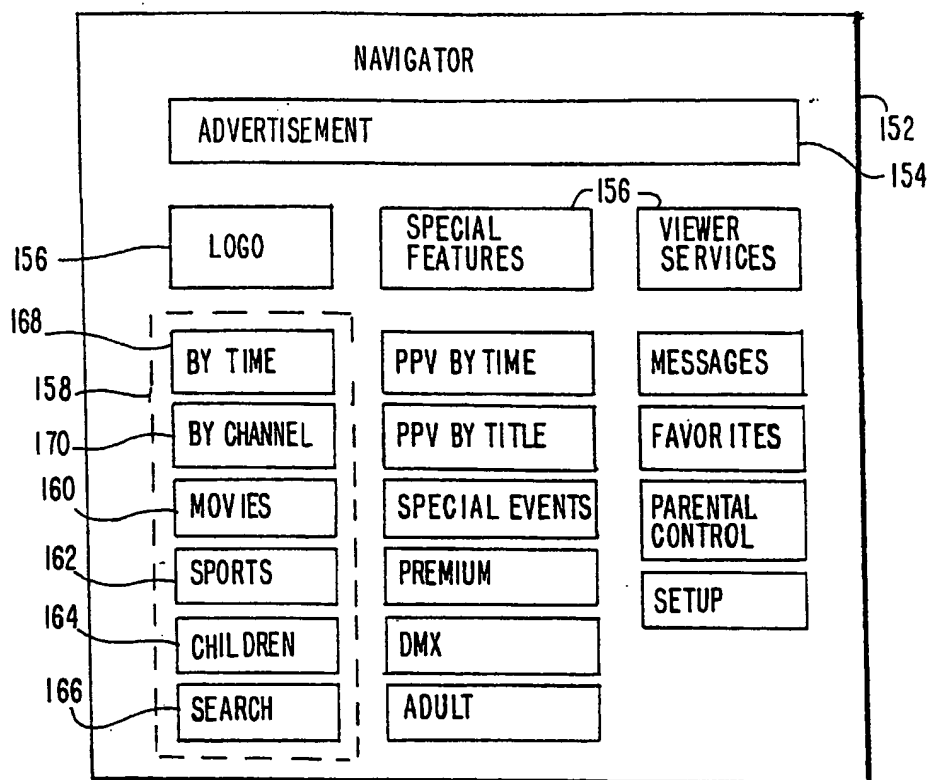 NAVIGATOR
ADVERTISEMENT
152
154
156
LOGO
SPECIAL
FEATURES
VIEWER
SERVICES
156
168
158
170
160
162
164
166
BY TIME
BY CHANNEL
MOVIES
SPORTS
CHILDREN
SEARCH
PPV BY TIME
PPV BY TITLE
SPECIAL EVENTS
PREMIUM
DMX
ADULT
MESSAGES
FAVORITES
PARENTAL
CONTROL
SETUP